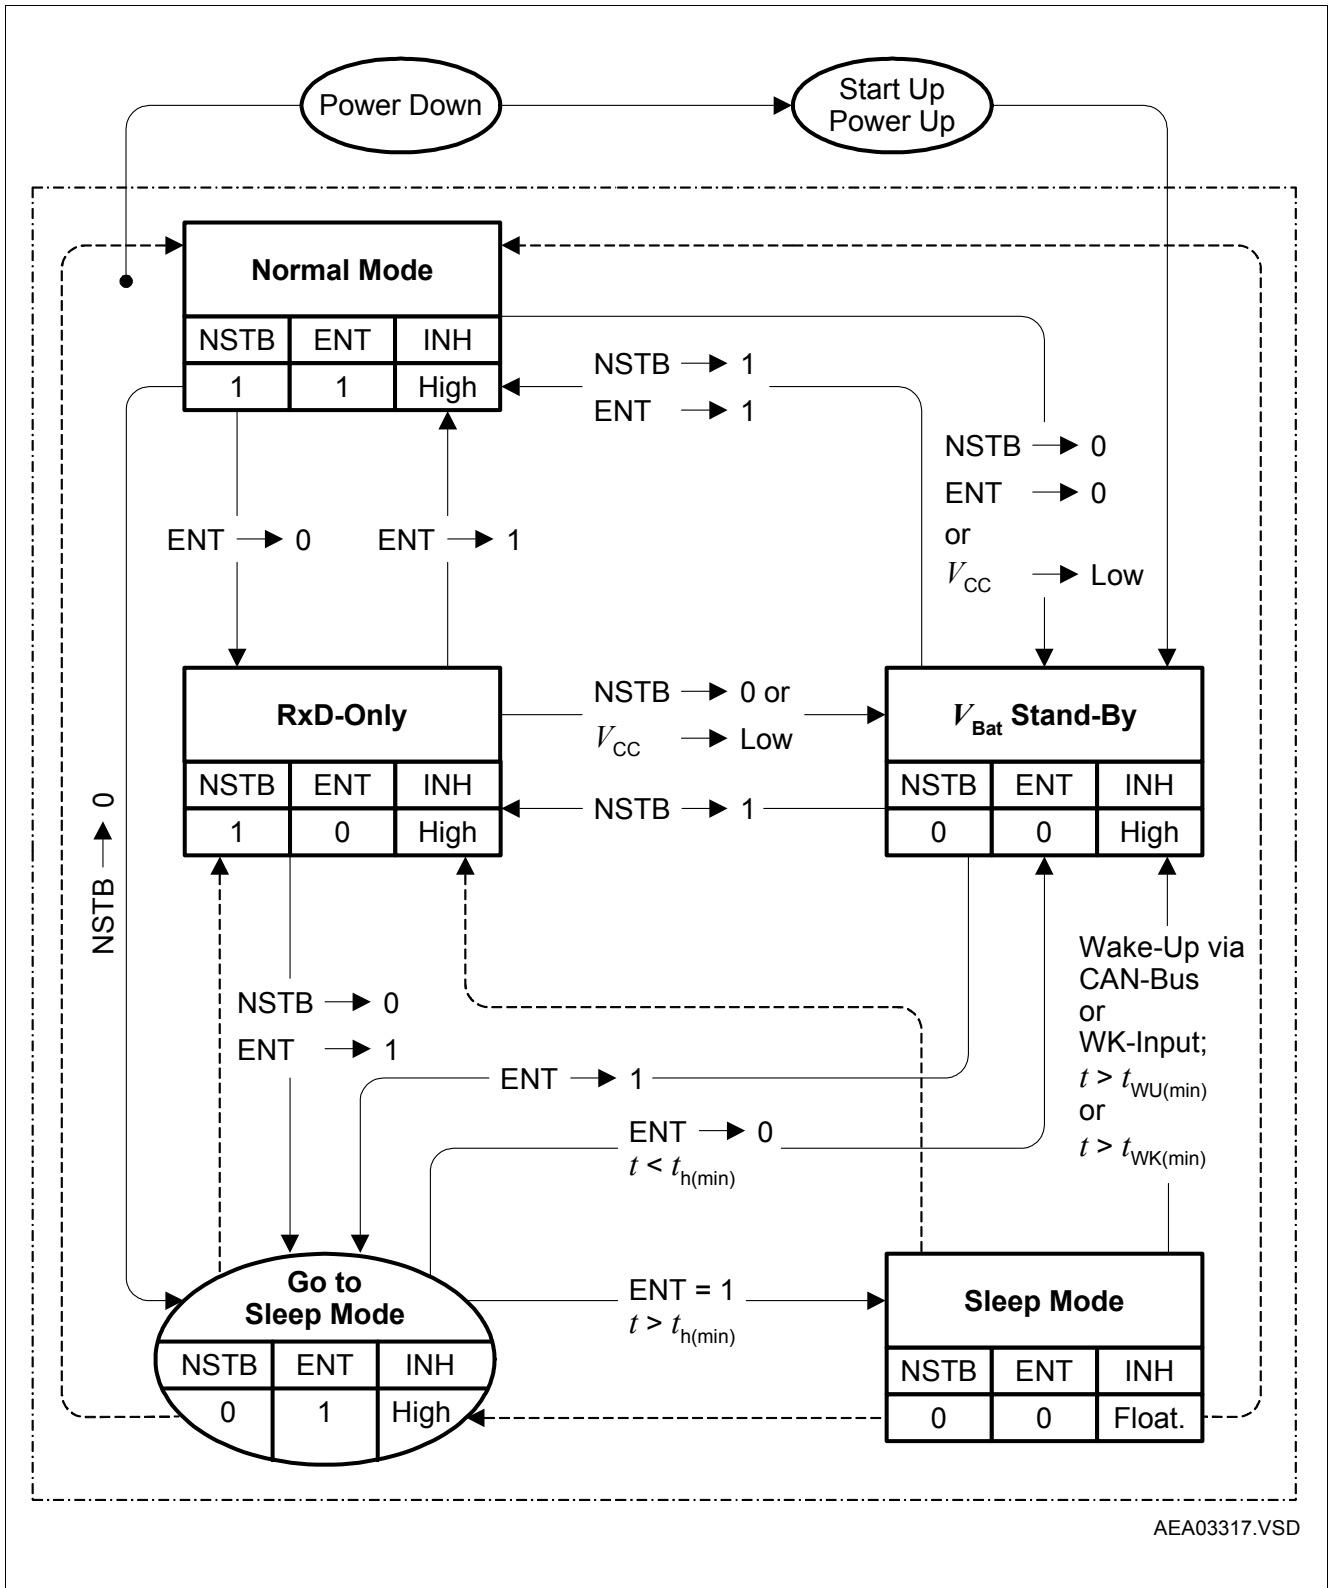 Power Down
Start Up
Power Up
Normal Mode
NSTB ENT INH
1 1 High
NSTB → 1
ENT → 1
NSTB → 0
ENT → 0
or
VCC → Low
ENT → 0
ENT → 1
RxD-Only
NSTB ENT INH
1 0 High
NSTB → 0 or
VCC → Low
NSTB → 1
VBat Stand-By
NSTB ENT INH
0 0 High
NSTB → 0
NSTB → 0
ENT → 1
ENT → 1
ENT → 0
t < th(min)
Wake-Up via
CAN-Bus
or
WK-Input;
t > tWU(min)
or
t > tWK(min)
Go to
Sleep Mode
NSTB ENT INH
0 1 High
ENT = 1
t > th(min)
Sleep Mode
NSTB ENT INH
0 0 Float.
AEA03317.VSD